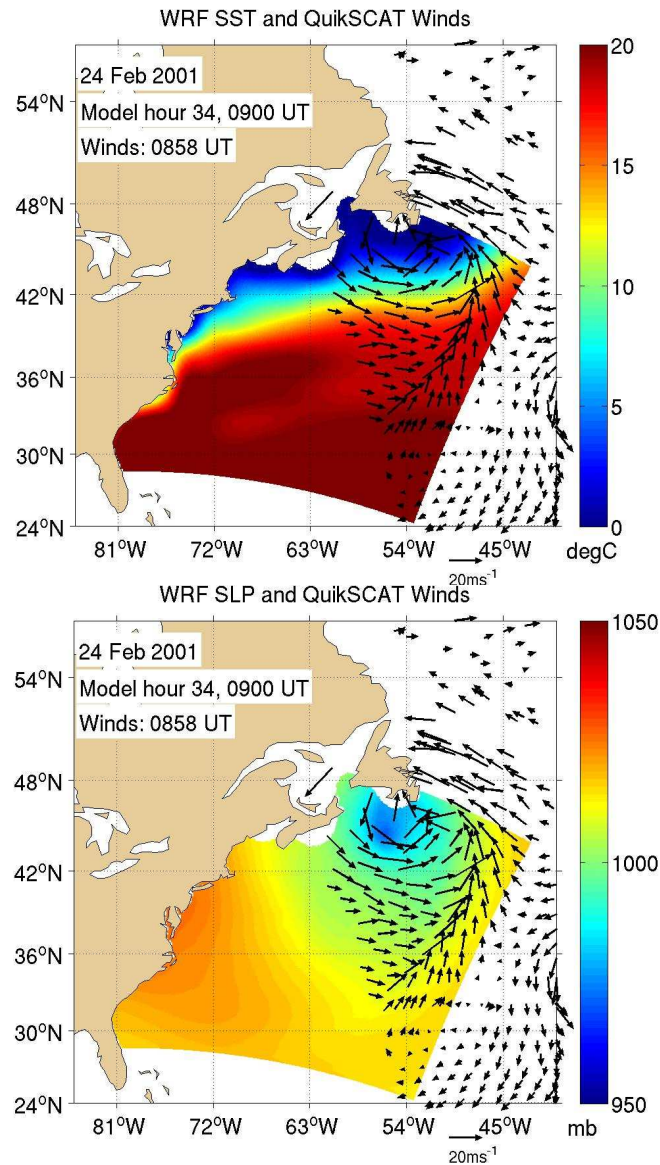 WRF SST and QuikSCAT Winds
24 Feb 2001
Model hour 34, 0900 UT
Winds: 0858 UT
54°N
48°N
42°N
36°N
30°N
24°N
81°W 72°W 63°W 54°W 45°W
20ms⁻¹
20
15
10
5
0
degC
WRF SLP and QuikSCAT Winds
24 Feb 2001
Model hour 34, 0900 UT
Winds: 0858 UT
54°N
48°N
42°N
36°N
30°N
24°N
81°W 72°W 63°W 54°W 45°W
20ms⁻¹
1050
1000
950
mb